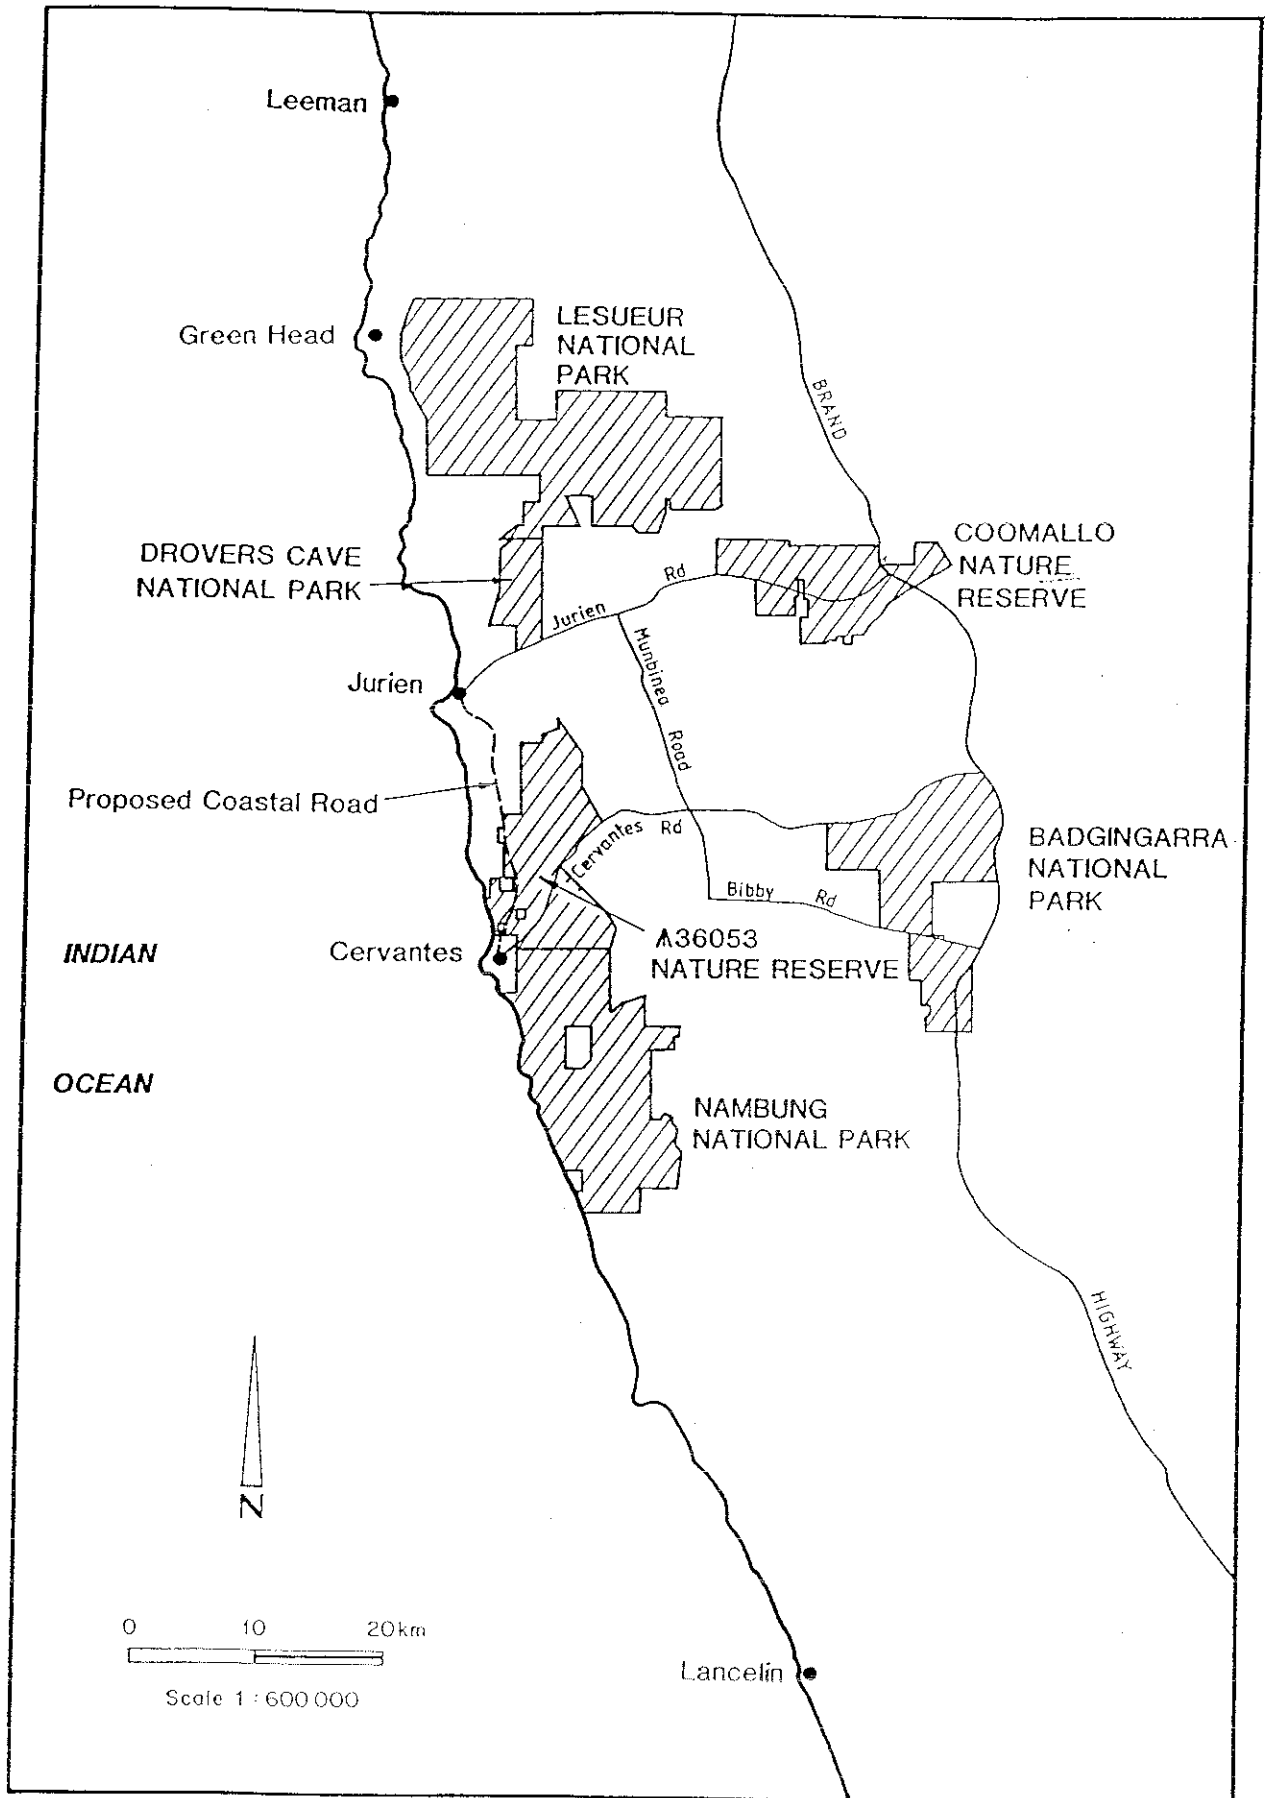 Leeman
Green Head
LESUEUR
NATIONAL
PARK
BRAND
COOMALLO
NATURE
RESERVE
DROVERS CAVE
NATIONAL PARK
Jurien Rd
Munbinea Road
Jurien
Proposed Coastal Road
Cervantes Rd
BADGINGARRA
NATIONAL
PARK
Bibby Rd
A36053
NATURE RESERVE
INDIAN
OCEAN
Cervantes
NAMBUNG
NATIONAL PARK
HIGHWAY
N
0 10 20km
Scale 1 : 600 000
Lancelin